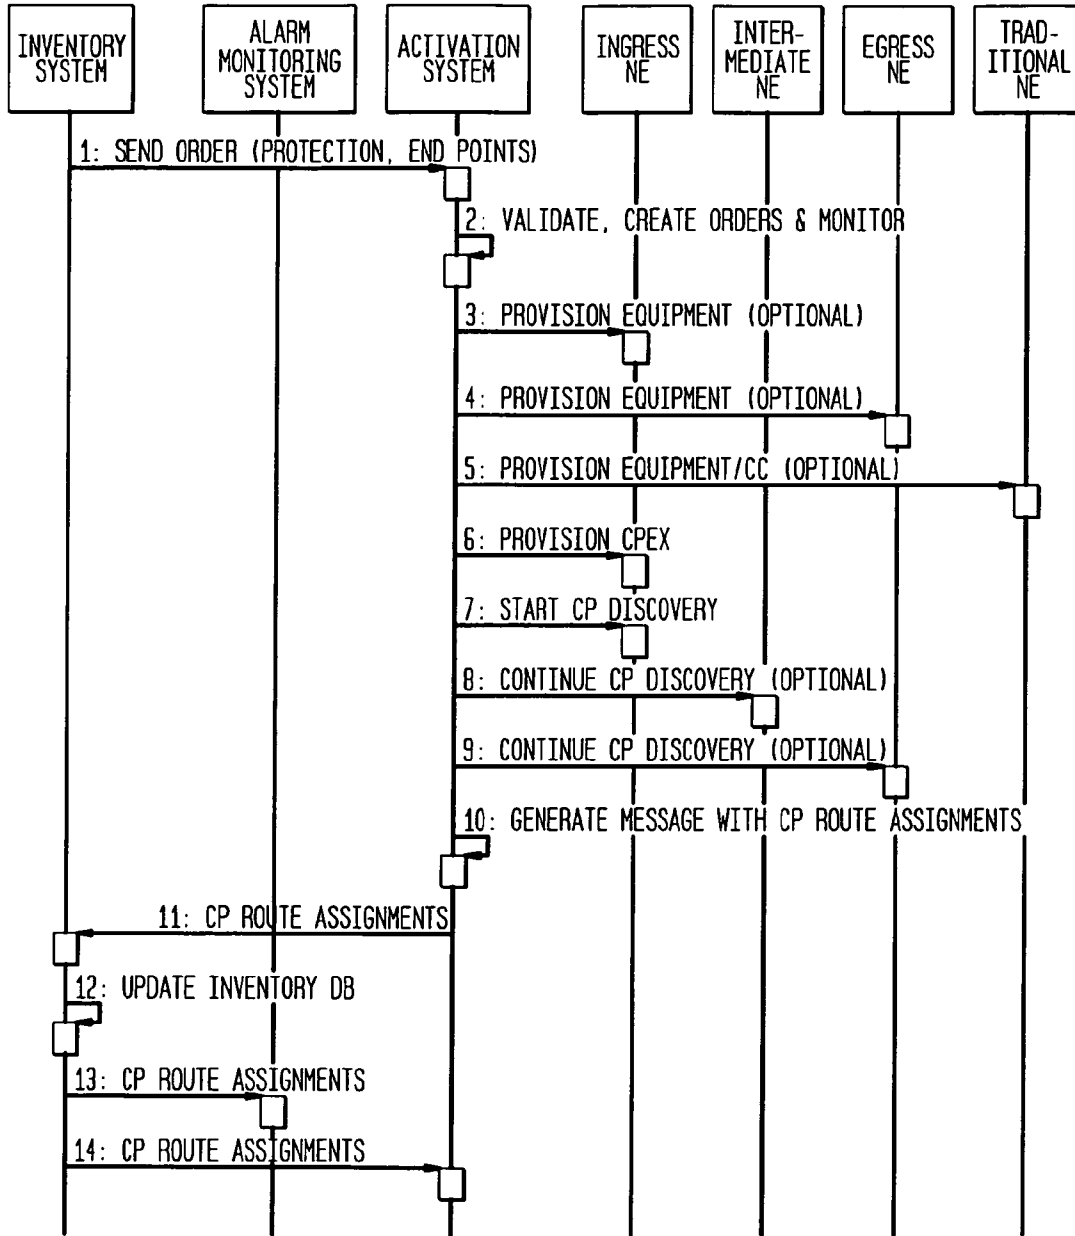 INVENTORY
SYSTEM
ALARM
MONITORING
SYSTEM
ACTIVATION
SYSTEM
INGRESS
NE
INTER-
MEDIATE
NE
EGRESS
NE
TRAD-
ITIONAL
NE
1: SEND ORDER (PROTECTION, END POINTS)
2: VALIDATE, CREATE ORDERS & MONITOR
3: PROVISION EQUIPMENT (OPTIONAL)
4: PROVISION EQUIPMENT (OPTIONAL)
5: PROVISION EQUIPMENT/CC (OPTIONAL)
6: PROVISION CPEX
7: START CP DISCOVERY
8: CONTINUE CP DISCOVERY (OPTIONAL)
9: CONTINUE CP DISCOVERY (OPTIONAL)
10: GENERATE MESSAGE WITH CP ROUTE ASSIGNMENTS
11: CP ROUTE ASSIGNMENTS
12: UPDATE INVENTORY DB
13: CP ROUTE ASSIGNMENTS
14: CP ROUTE ASSIGNMENTS